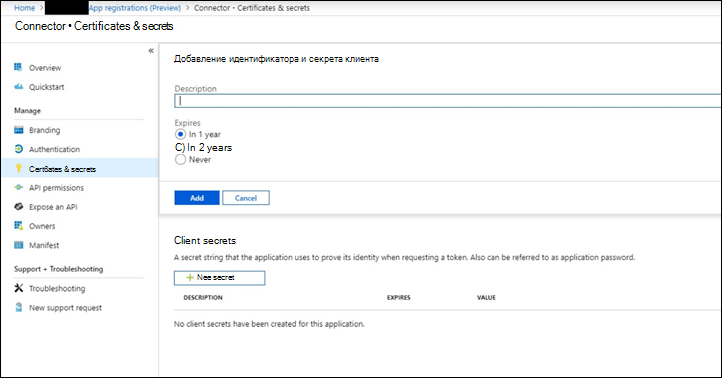 Home > App registrations (Preview) > Connector - Certificates & secrets
Connector • Certificates & secrets
«
Overview
Quickstart
Manage
Branding
Authentication
Certßates & secrets
API permissions
Expose an API
Owners
Manifest
Support + Troubleshooting
Troubleshooting
New support request
Добавление идентификатора и секрета клиента
Description
Expires
In 1 year
C) In 2 years
Never
Add Cancel
Client secrets
A secret string that the application uses to prove its identity when requesting a token. Also can be referred to as application password.
+ Nee secret
DESCRIPTION EXPIRES VALUE
No client secrets have been created for this application.